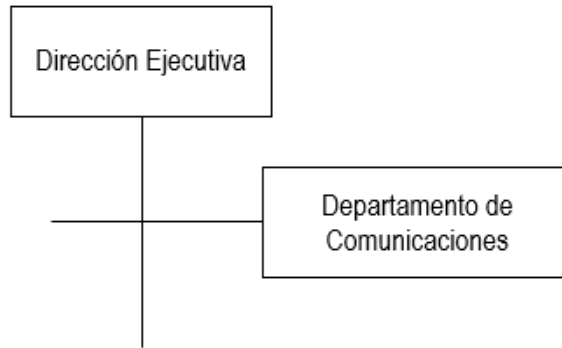 Dirección Ejecutiva
Departamento de
Comunicaciones